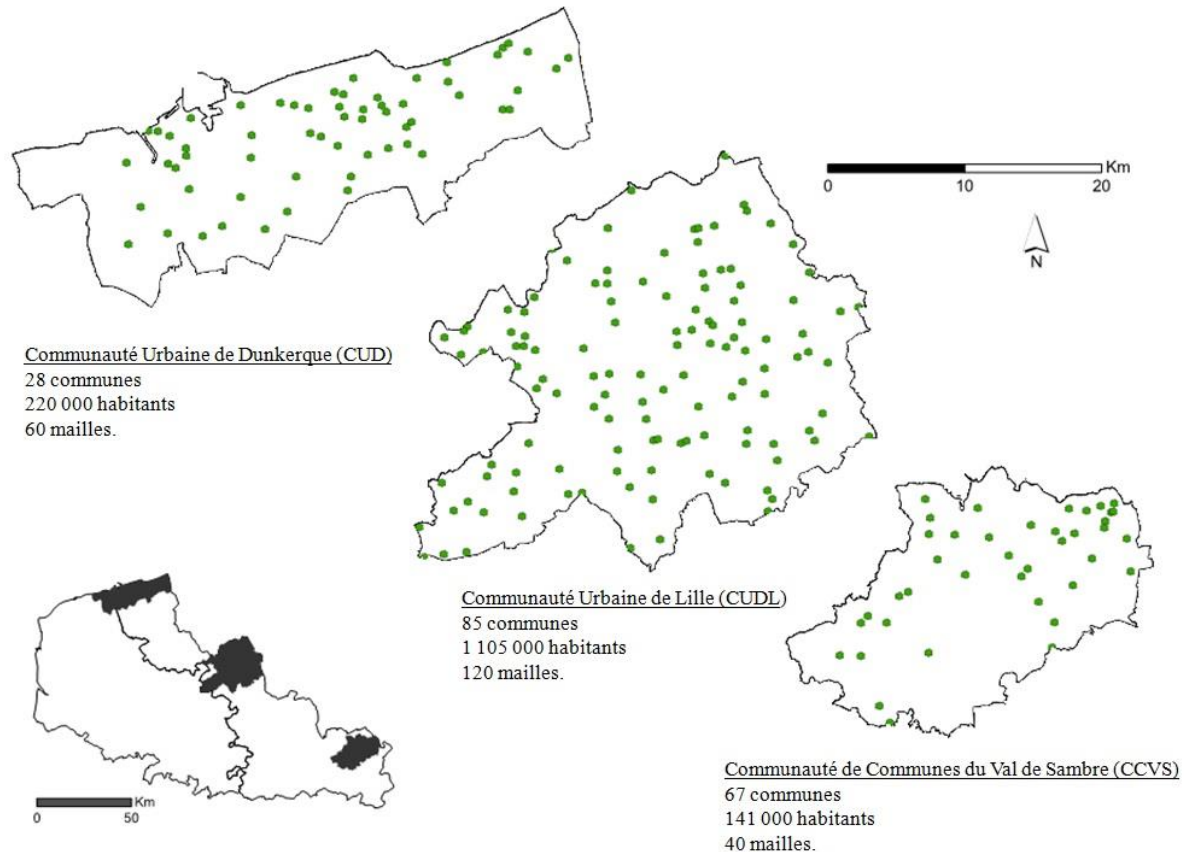 Km
0 10 20
N
Communauté Urbaine de Dunkerque (CUD)
28 communes
220 000 habitants
60 mailles.
Communauté Urbaine de Lille (CUDL)
85 communes
1 105 000 habitants
120 mailles.
Communauté de Communes du Val de Sambre (CCVS)
67 communes
141 000 habitants
40 mailles.
Km
0 50